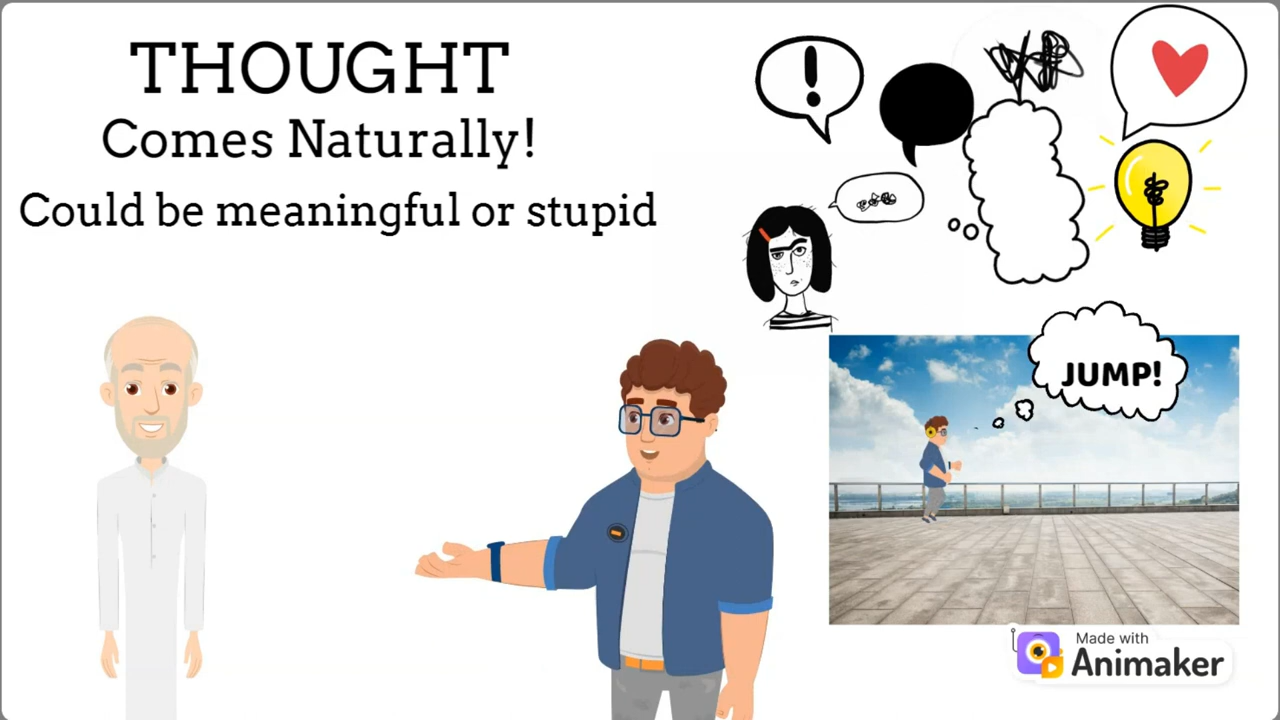 THOUGHT
Comes Naturally!
Could be meaningful or stupid
!
JUMP!
Made with
Animaker